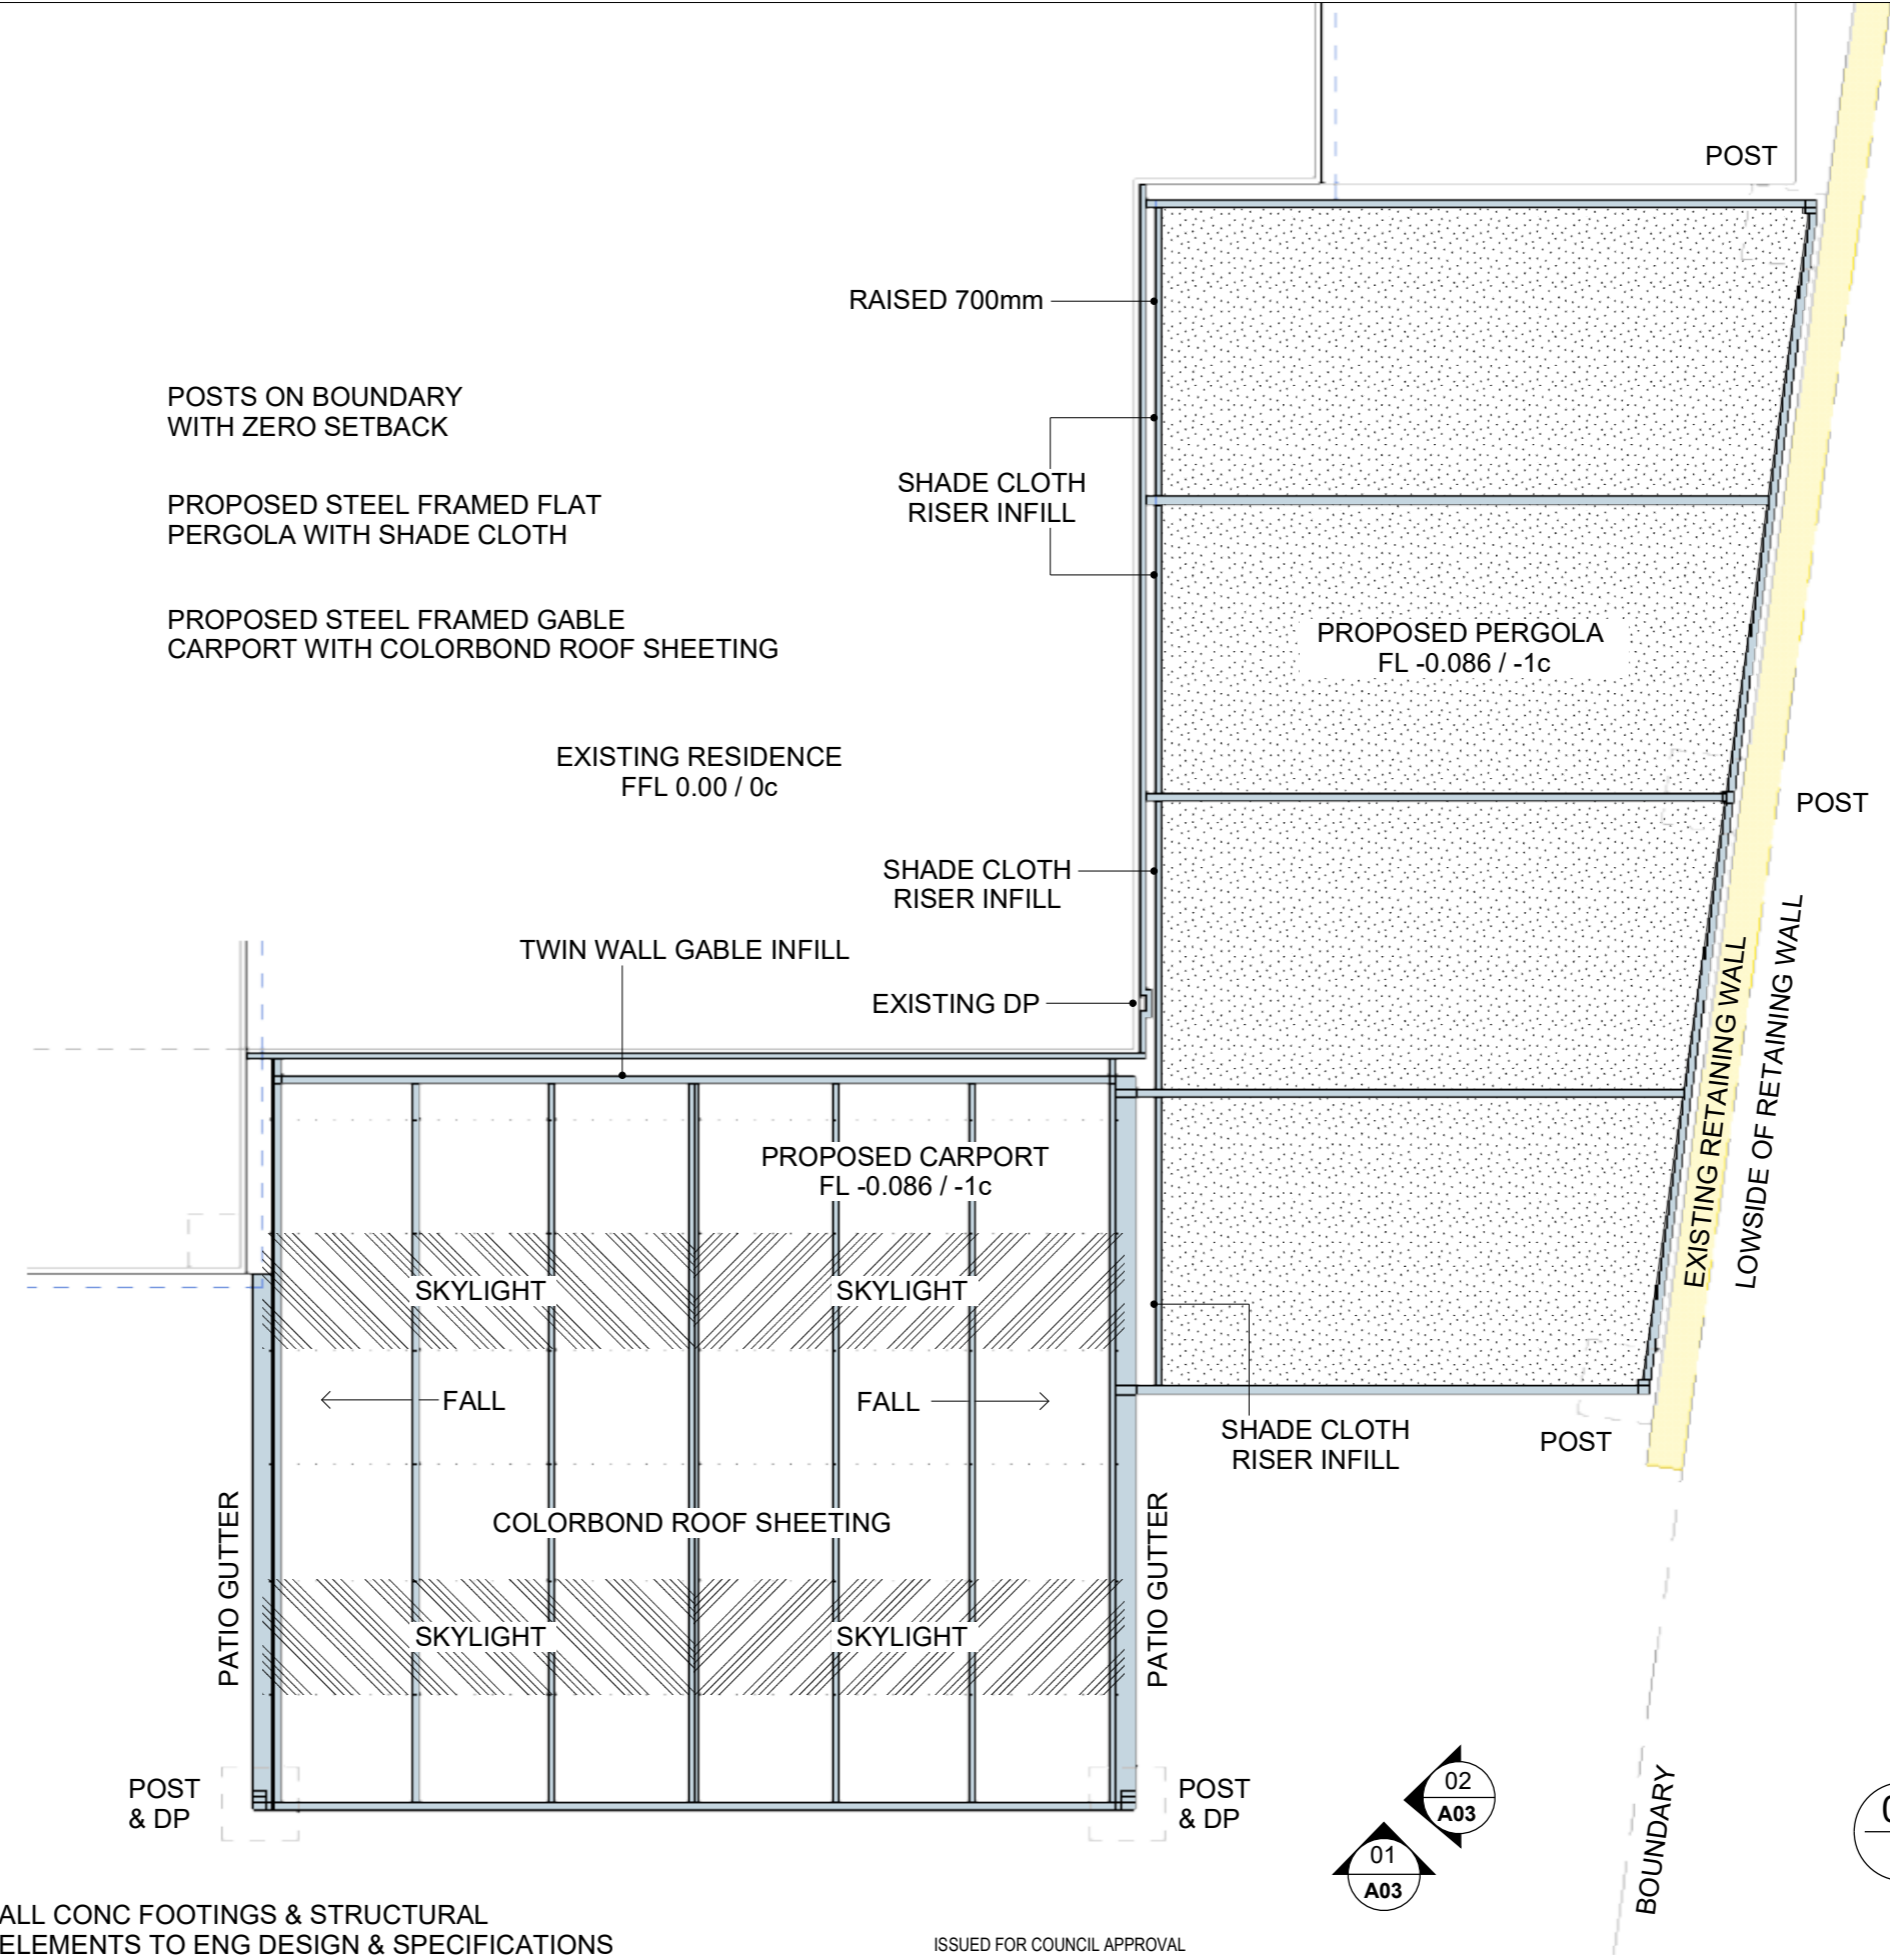 POST
RAISED 700mm
POSTS ON BOUNDARY
WITH ZERO SETBACK
SHADE CLOTH
RISER INFILL
PROPOSED STEEL FRAMED FLAT
PERGOLA WITH SHADE CLOTH
PROPOSED STEEL FRAMED GABLE
CARPORT WITH COLORBOND ROOF SHEETING
PROPOSED PERGOLA
FL -0.086 / -1c
EXISTING RESIDENCE
FFL 0.00 / 0c
POST
SHADE CLOTH
RISER INFILL
TWIN WALL GABLE INFILL
EXISTING DP
EXISTING RETAINING WALL
LOWSIDE OF RETAINING WALL
PROPOSED CARPORT
FL -0.086 / -1c
SKYLIGHT
SKYLIGHT
FALL
FALL
SHADE CLOTH
RISER INFILL
POST
PATIO GUTTER
COLORBOND ROOF SHEETING
PATIO GUTTER
SKYLIGHT
SKYLIGHT
POST
& DP
POST
& DP
02
A03
01
A03
BOUNDARY
ALL CONC FOOTINGS & STRUCTURAL
ELEMENTS TO ENG DESIGN & SPECIFICATIONS
ISSUED FOR COUNCIL APPROVAL